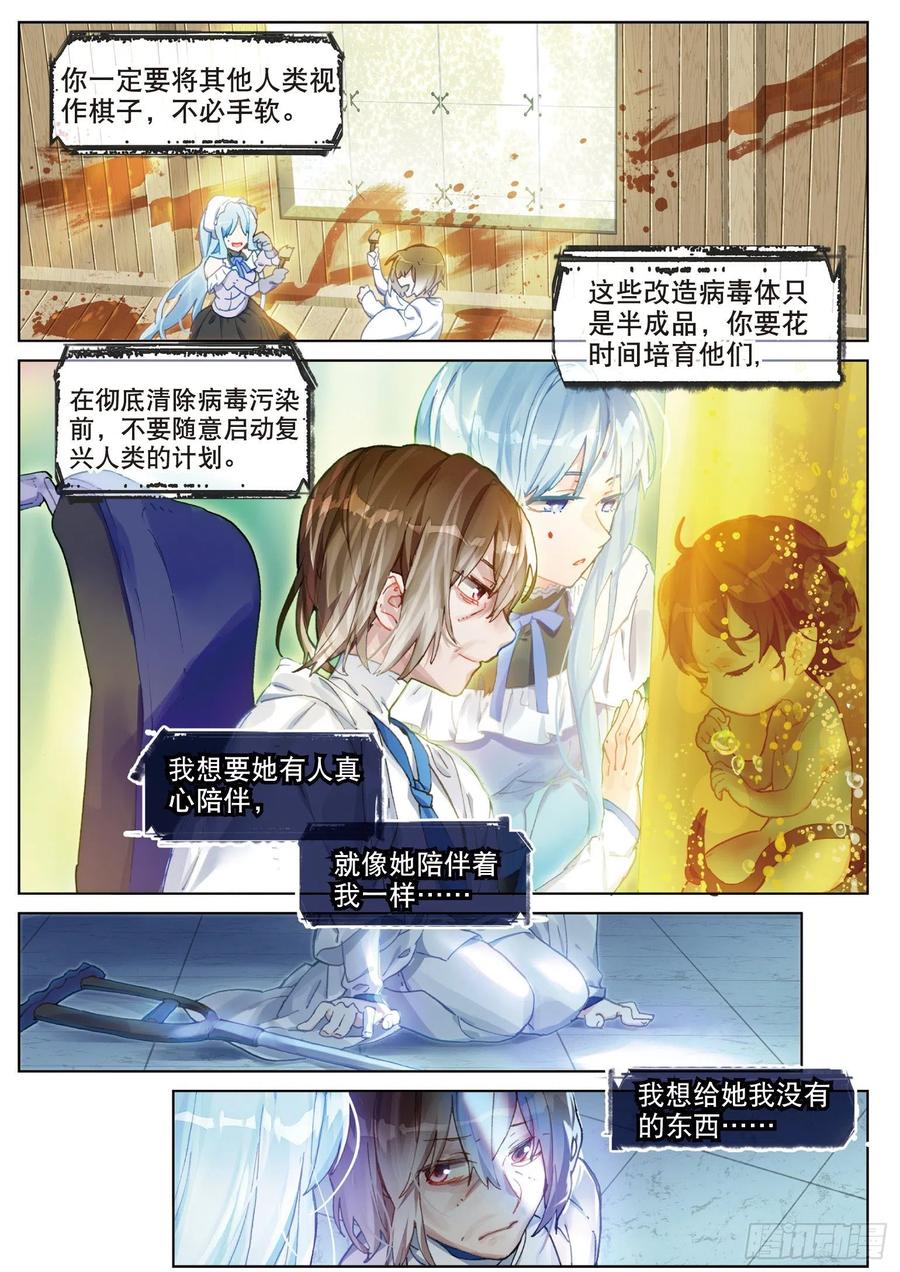 你一定要将其他人类视
作棋子，不必手软。
这些改造病毒体只
是半成品，你要花
时间培育他们,
在彻底清除病毒污染
前，不要随意启动复
兴人类的计划。
我想要她有人真
心陪伴，
就像她陪伴着
我一样……
我想给她我没有
的东西……
腾讯动漫